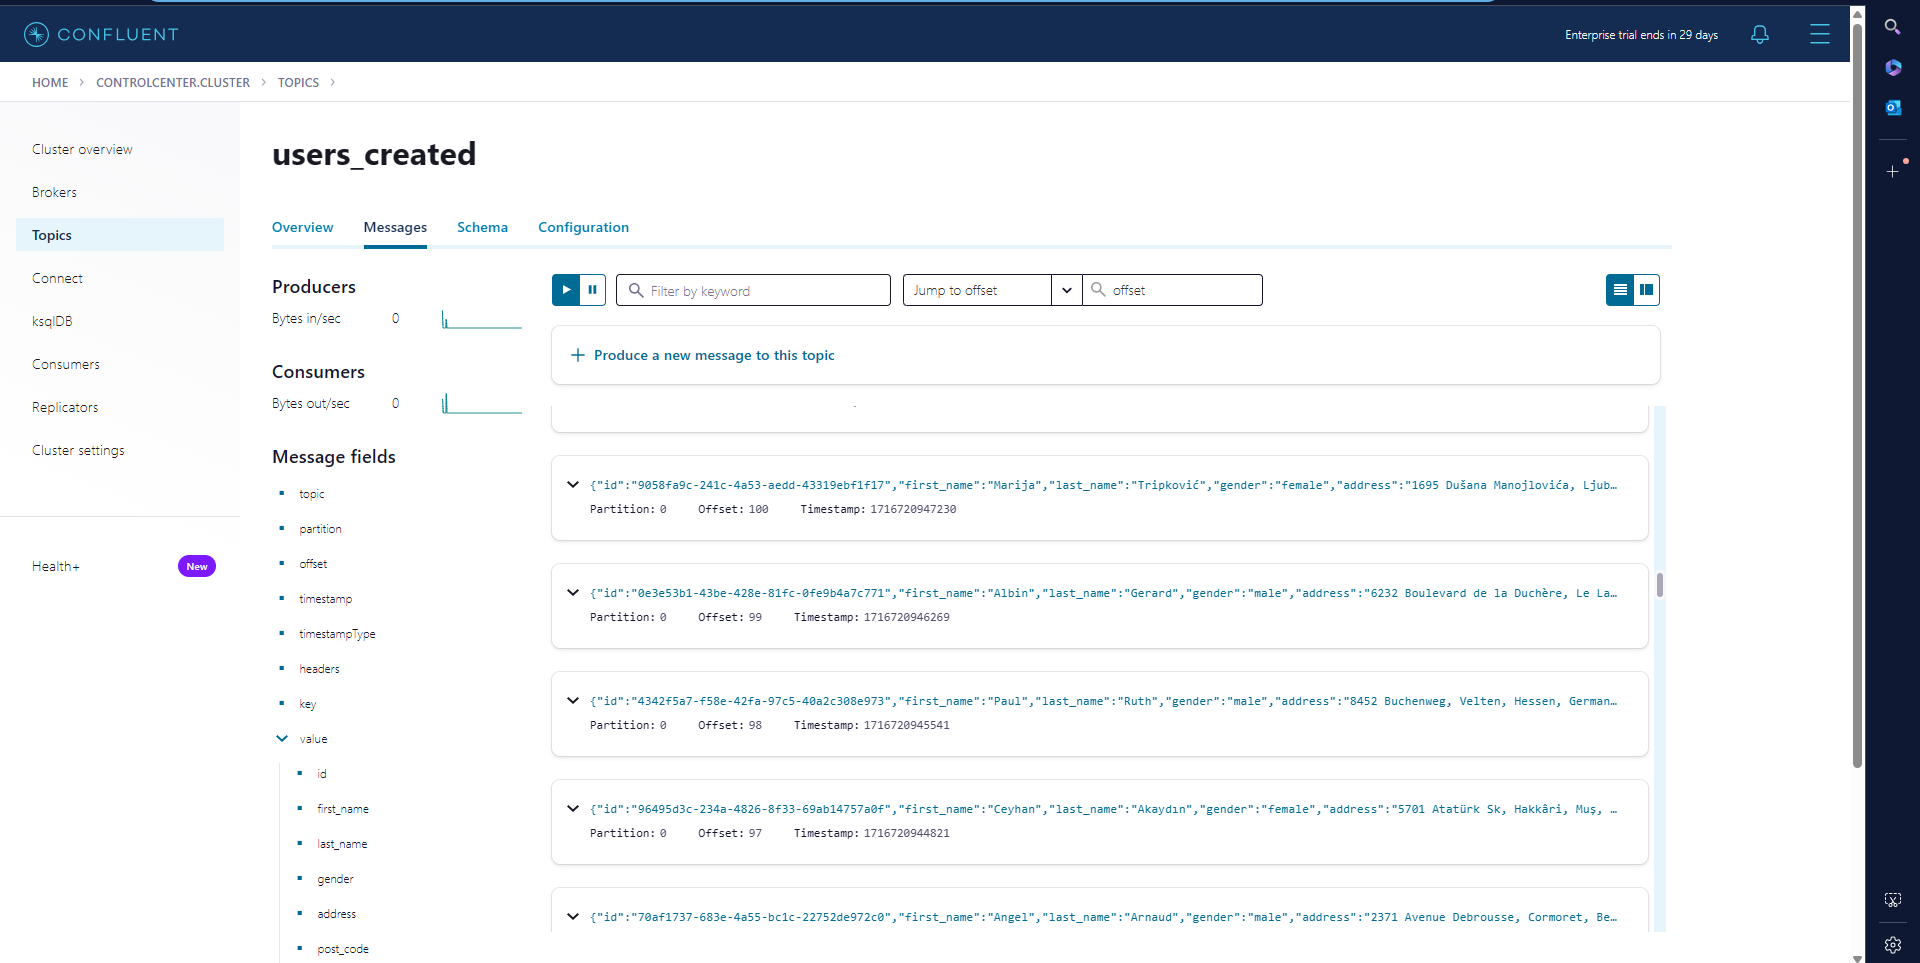 CONFLUENT
Enterprise trial ends in 29 days
HOME > CONTROLCENTER.CLUSTER > TOPICS >
Cluster overview
Brokers
Topics
Connect
ksqlDB
Consumers
Replicators
Cluster settings
Health+ New
users_created
Overview Messages Schema Configuration
Producers
Bytes in/sec 0
Consumers
Bytes out/sec 0
Message fields
topic
partition
offset
timestamp
timestampType
headers
key
value
id
first_name
last_name
gender
address
post_code
Filter by keyword Jump to offset offset
Produce a new message to this topic
{"id":"9058fa9c-241c-4a53-aedd-43319ebf1f17","first_name":"Marija","last_name":"Tripković","gender":"female","address":"1695 Dušana Manojlovića, Ljub…
Partition: 0 Offset: 100 Timestamp: 1716720947230
{"id":"0e3e53b1-43be-428e-81fc-0fe9b4a7c771","first_name":"Albin","last_name":"Gerard","gender":"male","address":"6232 Boulevard de la Duchère, Le La…
Partition: 0 Offset: 99 Timestamp: 1716720946269
{"id":"4342f5a7-f58e-42fa-97c5-40a2c308e973","first_name":"Paul","last_name":"Ruth","gender":"male","address":"8452 Buchenweg, Velten, Hessen, German…
Partition: 0 Offset: 98 Timestamp: 1716720945541
{"id":"96495d3c-234a-4826-8f33-69ab14757a0f","first_name":"Ceyhan","last_name":"Akaydın","gender":"female","address":"5701 Atatürk Sk, Hakkâri, Muş, …
Partition: 0 Offset: 97 Timestamp: 1716720944821
{"id":"70af1737-683e-4a55-bc1c-22752de972c0","first_name":"Angel","last_name":"Arnaud","gender":"male","address":"2371 Avenue Debrousse, Cormoret, Be…